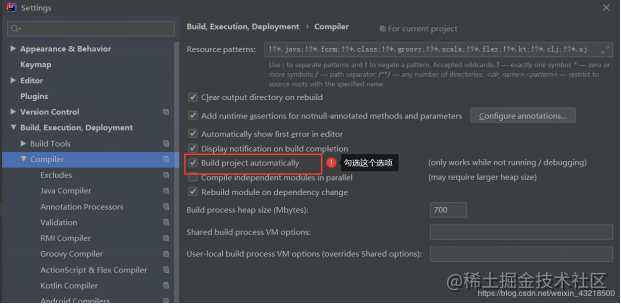 Settings
Build, Execution, Deployment › Compiler
For current project
Resource patterns: !?*.java;!?*.form;!?*.class;!?*.groovy;!?*.scala;!?*.flex;!?*.kt;!?*.clj;!?*.aj
Use ; to separate patterns and ! to negate a pattern. Accepted wildcards: ? — exactly one symbol; * — zero or
more symbols; / — path separator; /**/ — any number of directories; <dir_name>:<pattern> — restrict to
source roots with the specified name
Appearance & Behavior
Keymap
Editor
Plugins
Version Control
Build, Execution, Deployment
Build Tools
Compiler
Excludes
Java Compiler
Annotation Processors
Validation
RMI Compiler
Groovy Compiler
ActionScript & Flex Compiler
Kotlin Compiler
Android Compilers
Clear output directory on rebuild
Add runtime assertions for notnull-annotated methods and parameters
Configure annotations...
Automatically show first error in editor
Display notification on build completion
Build project automatically
1 勾选这个选项
(only works while not running / debugging)
Compile independent modules in parallel
(may require larger heap size)
Rebuild module on dependency change
Build process heap size (Mbytes): 700
Shared build process VM options:
User-local build process VM options (overrides Shared options):
@稀土掘金技术社区
https://blog.csdn.net/weixin_43218500